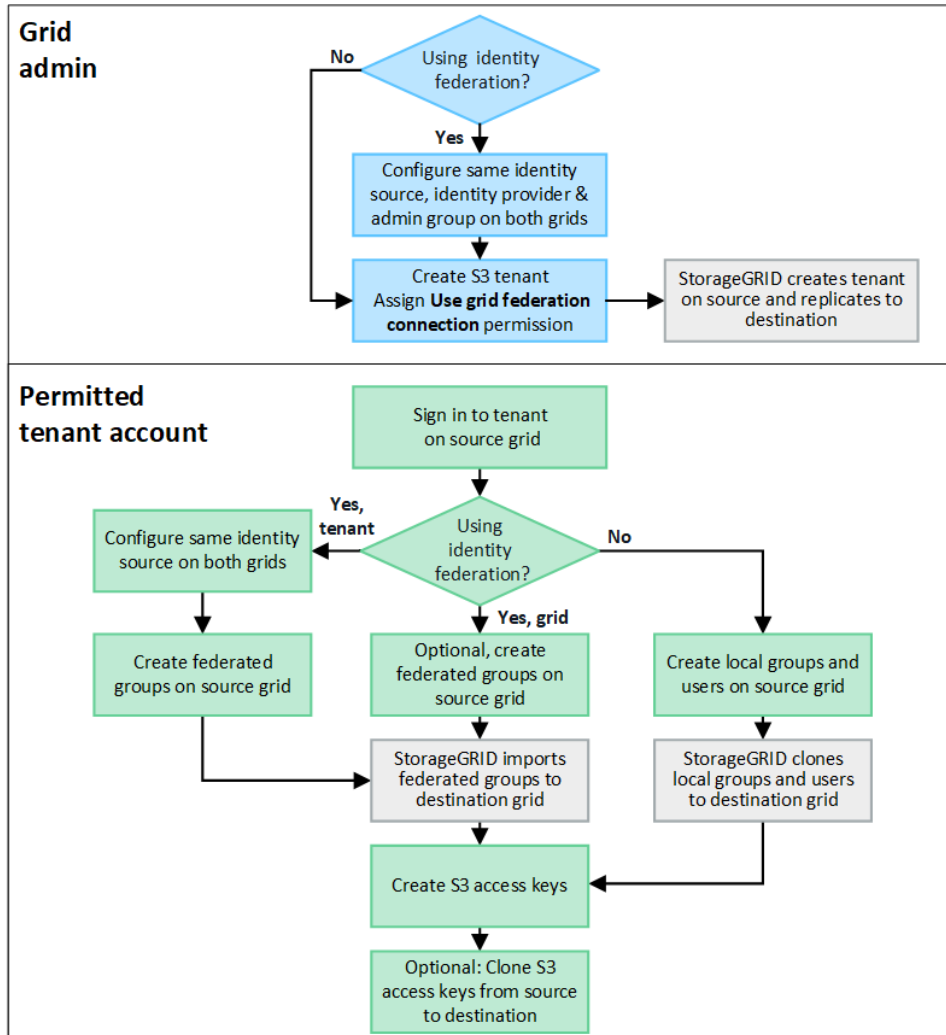 Grid
admin
No
Using identity
federation?
Yes
Configure same identity
source, identity provider &
admin group on both grids
Create S3 tenant
Assign Use grid federation
connection permission
StorageGRID creates tenant
on source and replicates to
destination
Permitted
tenant account
Sign in to tenant
on source grid
Yes,
tenant
Using
identity
federation?
No
Configure same identity
source on both grids
Yes, grid
Create federated
groups on source grid
Optional, create
federated groups on
source grid
Create local groups and
users on source grid
StorageGRID imports
federated groups to
destination grid
StorageGRID clones
local groups and users
to destination grid
Create S3 access keys
Optional: Clone S3
access keys from source
to destination